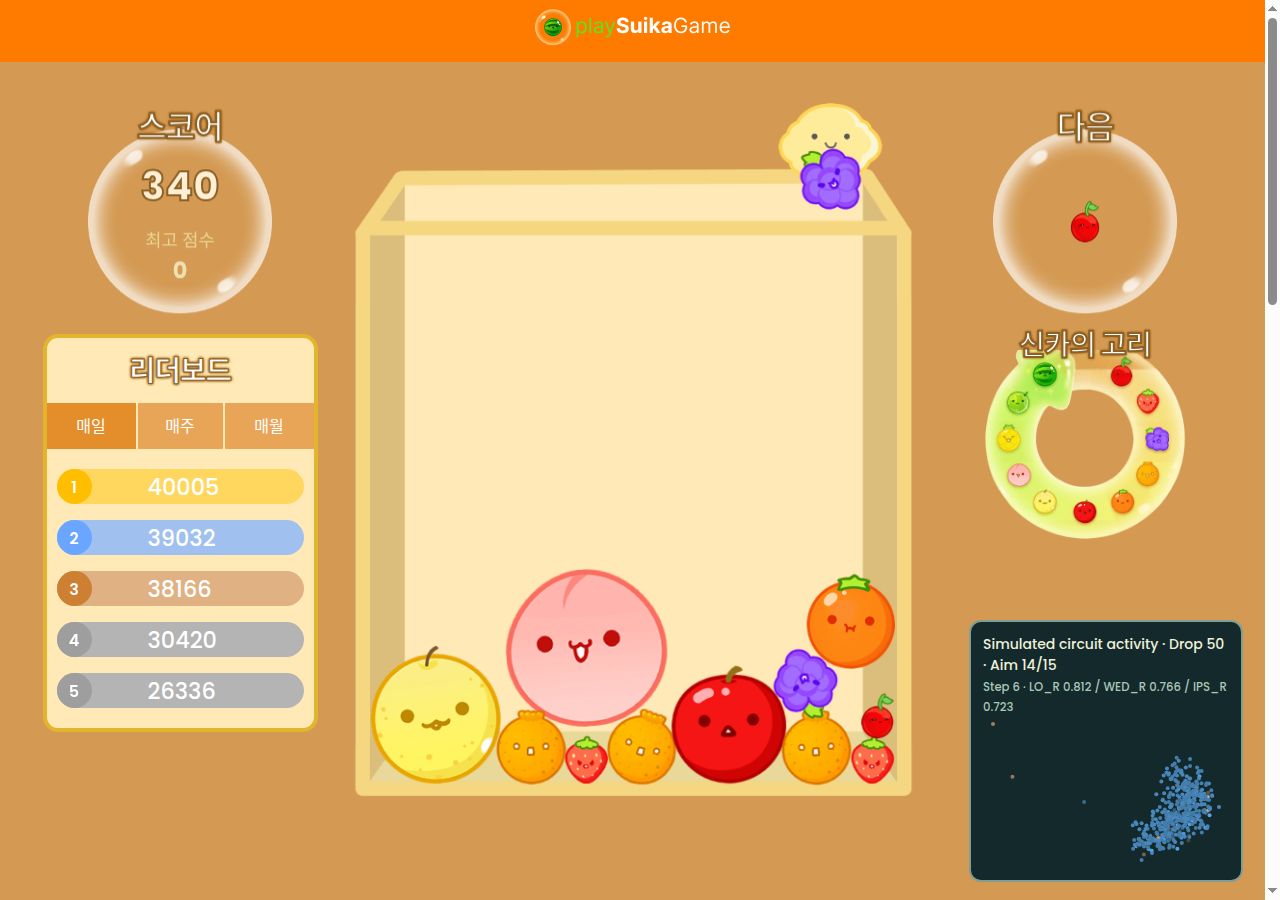 playSuikaGame
스코어
340
최고 점수
0
리더보드
매일 매주 매월
1 40005
2 39032
3 38166
4 30420
5 26336
다음
신카의 고리
Simulated circuit activity · Drop 50
· Aim 14/15
Step 6 · LO_R 0.812 / WED_R 0.766 / IPS_R
0.723